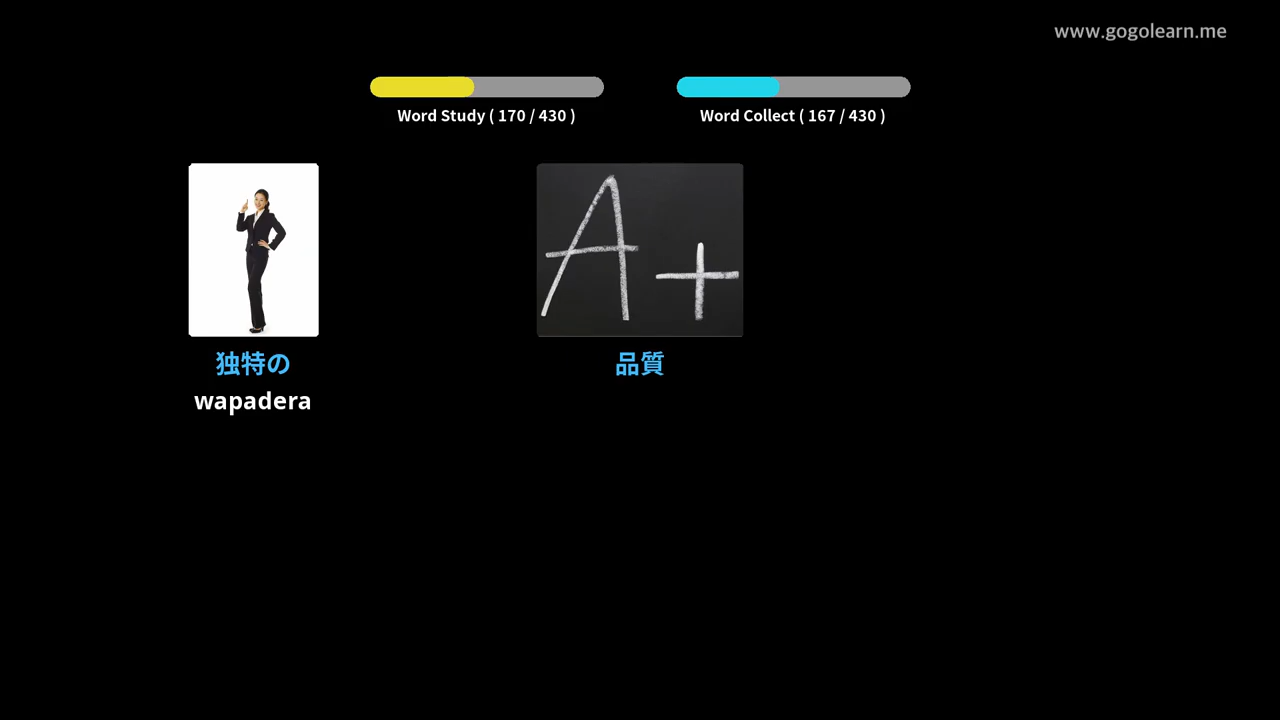 www.gogolearn.me
Word Study ( 170 / 430 )
Word Collect ( 167 / 430 )
A+
独特の
品質
wapadera